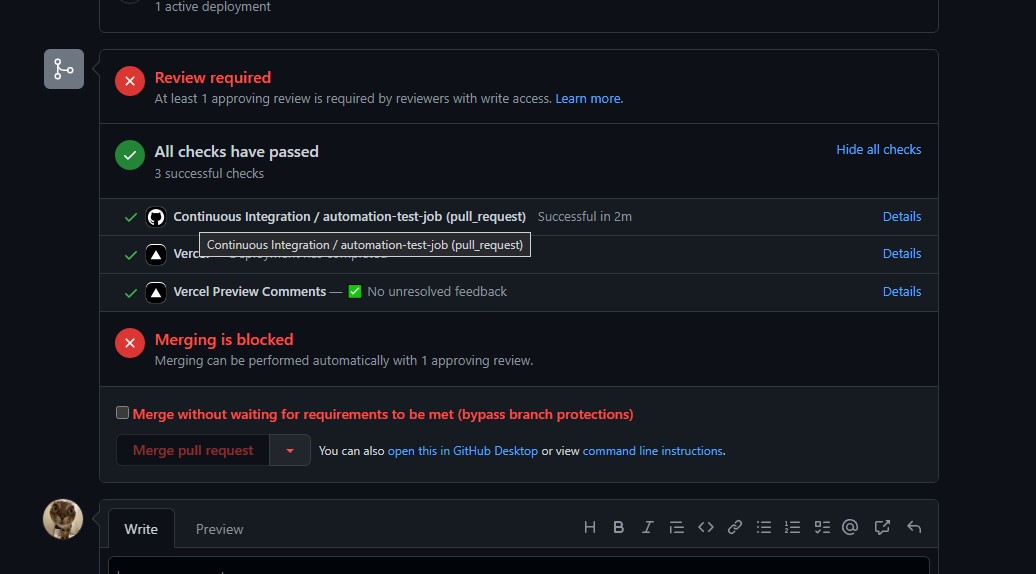 1 active deployment
Review required
At least 1 approving review is required by reviewers with write access. Learn more.
All checks have passed
Hide all checks
3 successful checks
Continuous Integration / automation-test-job (pull_request) Successful in 2m Details
Continuous Integration / automation-test-job (pull_request)
Vercel Deployment has completed Details
Vercel Preview Comments — ✅ No unresolved feedback Details
Merging is blocked
Merging can be performed automatically with 1 approving review.
Merge without waiting for requirements to be met (bypass branch protections)
Merge pull request You can also open this in GitHub Desktop or view command line instructions.
Write Preview